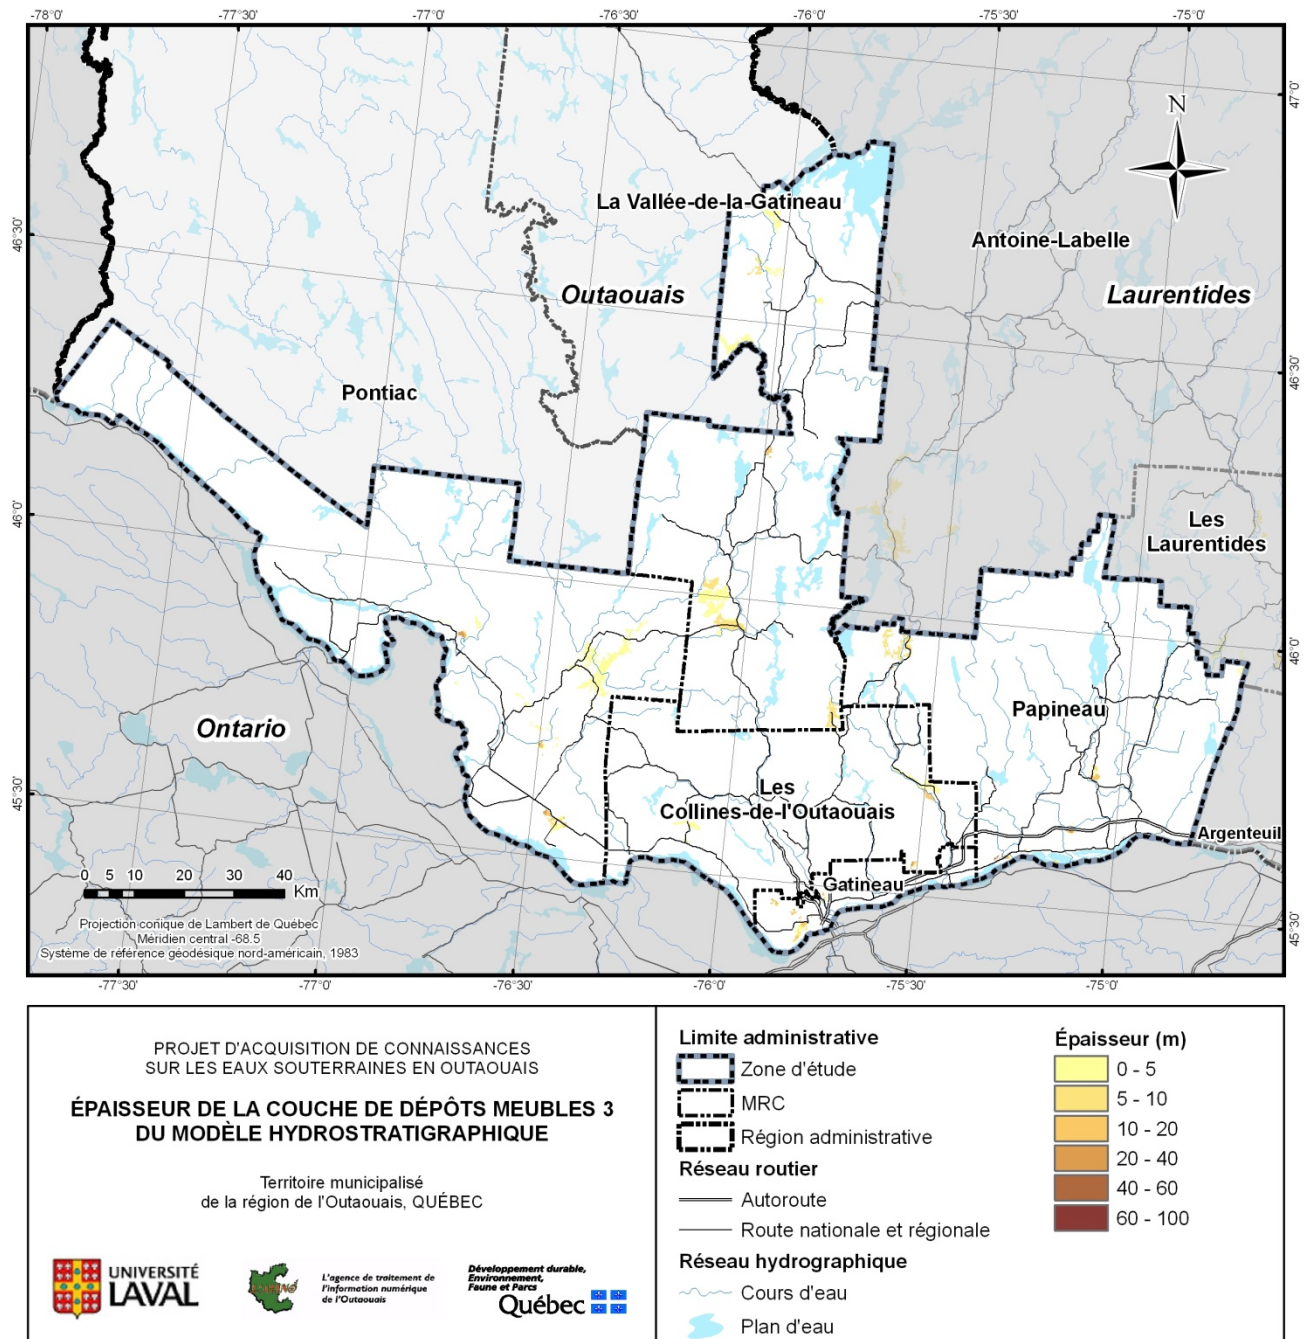 -78°0' -77°30' -77°0' -76°30' -76°0' -75°30' -75°0'
47°0'
N
La Vallée-de-la-Gatineau
46°30'
Antoine-Labelle
Outaouais
Laurentides
46°30'
Pontiac
46°0'
Les
Laurentides
46°0'
Ontario
Papineau
45°30'
Les
Collines-de-l'Outaouais
Argenteuil
0 5 10 20 30 40
Km
Gatineau
Projection conique de Lambert de Québec
Méridien central -68.5
Système de référence géodésique nord-américain, 1983
45°30'
-77°30' -77°0' -76°30' -76°0' -75°30' -75°0'
PROJET D'ACQUISITION DE CONNAISSANCES
SUR LES EAUX SOUTERRAINES EN OUTAOUAIS
ÉPAISSEUR DE LA COUCHE DE DÉPÔTS MEUBLES 3
DU MODÈLE HYDROSTRATIGRAPHIQUE
Territoire municipalisé
de la région de l'Outaouais, QUÉBEC
UNIVERSITÉ
LAVAL
L'agence de traitement de
l'information numérique
de l'Outaouais
Développement durable,
Environnement,
Faune et Parcs
Québec
Limite administrative
Zone d'étude
MRC
Région administrative
Réseau routier
Autoroute
Route nationale et régionale
Réseau hydrographique
Cours d'eau
Plan d'eau
Épaisseur (m)
0 - 5
5 - 10
10 - 20
20 - 40
40 - 60
60 - 100